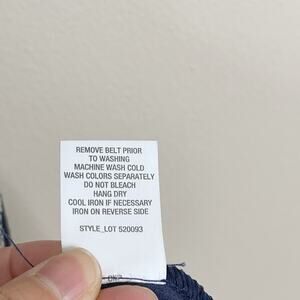 REMOVE BELT PRIOR
TO WASHING
MACHINE WASH COLD
WASH COLORS SEPARATELY
DO NOT BLEACH
HANG DRY
COOL IRON IF NECESSARY
IRON ON REVERSE SIDE
STYLE_LOT 520093